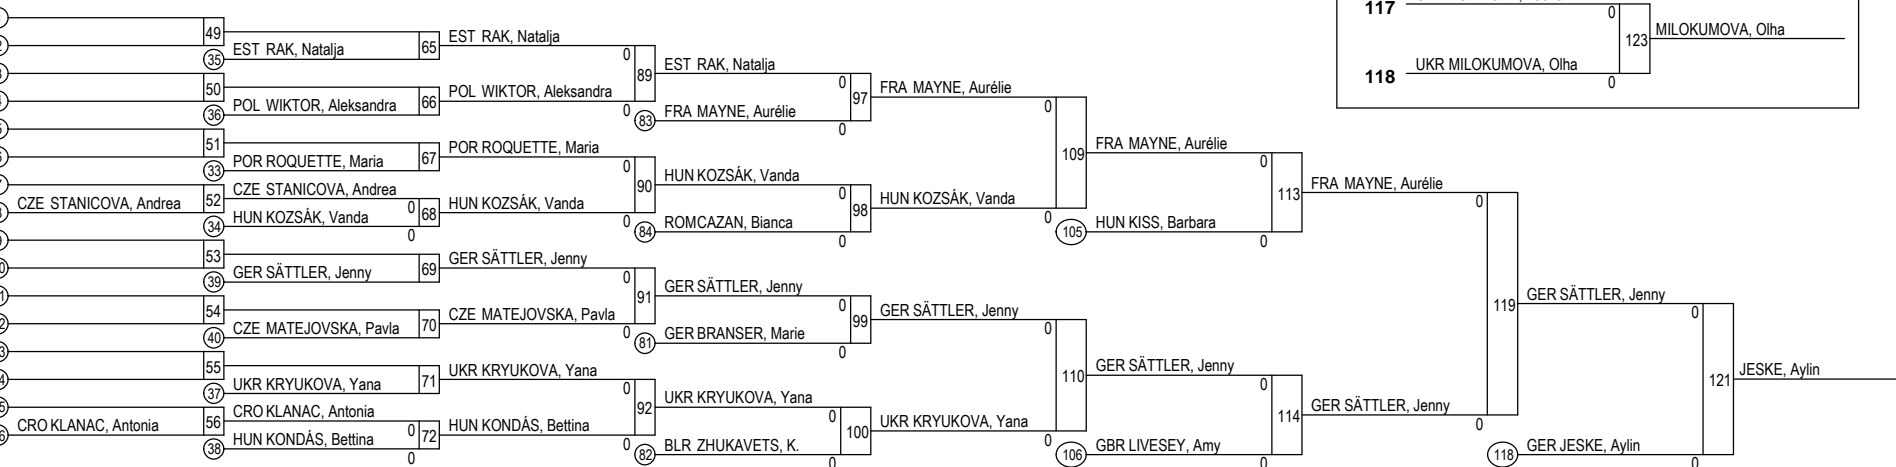 117
0
123
MILOKUMOVA, Olha
118
UKR MILOKUMOVA, Olha
0
49
35
EST RAK, Natalja
65
EST RAK, Natalja
0
50
36
POL WIKTOR, Aleksandra
66
POL WIKTOR, Aleksandra
0
89
EST RAK, Natalja
0
83
FRA MAYNE, Aurélie
0
97
FRA MAYNE, Aurélie
0
51
33
POR ROQUETTE, Maria
67
POR ROQUETTE, Maria
0
CZE STANICOVA, Andrea
52
CZE STANICOVA, Andrea
0
34
HUN KOZSÁK, Vanda
0
68
HUN KOZSÁK, Vanda
0
90
HUN KOZSÁK, Vanda
0
84
ROMCAZAN, Bianca
0
98
HUN KOZSÁK, Vanda
0
109
FRA MAYNE, Aurélie
0
105
HUN KISS, Barbara
0
113
FRA MAYNE, Aurélie
0
53
39
GER SÄTTLER, Jenny
69
GER SÄTTLER, Jenny
0
54
40
CZE MATEJOVSKA, Pavla
70
CZE MATEJOVSKA, Pavla
0
91
GER SÄTTLER, Jenny
0
81
GER BRANSER, Marie
0
99
GER SÄTTLER, Jenny
0
55
37
UKR KRYUKOVA, Yana
71
UKR KRYUKOVA, Yana
0
CRO KLANAC, Antonia
56
CRO KLANAC, Antonia
0
38
HUN KONDÁS, Bettina
0
72
HUN KONDÁS, Bettina
0
92
UKR KRYUKOVA, Yana
0
82
BLR ZHUKAVETS, K.
0
100
UKR KRYUKOVA, Yana
0
110
GER SÄTTLER, Jenny
0
106
GBR LIVESEY, Amy
0
114
GER SÄTTLER, Jenny
0
119
GER SÄTTLER, Jenny
0
118
GER JESKE, Aylin
0
121
JESKE, Aylin